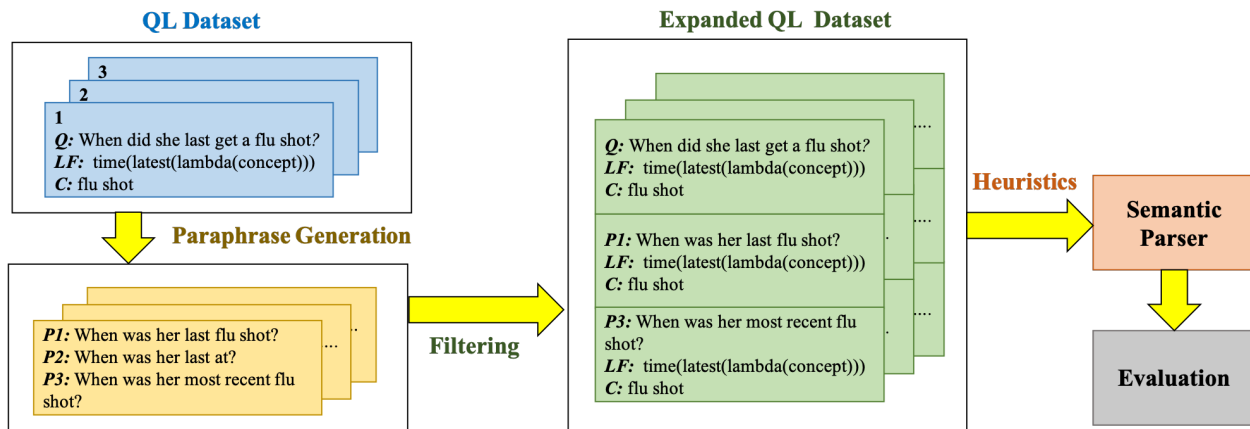 QL Dataset
3
2
1
Q: When did she last get a flu shot?
LF: time(latest(lambda(concept)))
C: flu shot
Paraphrase Generation
P1: When was her last flu shot?
P2: When was her last at?
P3: When was her most recent flu
shot?
...
...
Filtering
Expanded QL Dataset
Q: When did she last get a flu shot?
LF: time(latest(lambda(concept)))
C: flu shot
P1: When was her last flu shot?
LF: time(latest(lambda(concept)))
C: flu shot
P3: When was her most recent flu
shot?
LF: time(latest(lambda(concept)))
C: flu shot
....
....
....
.
.
Heuristics
Semantic
Parser
Evaluation